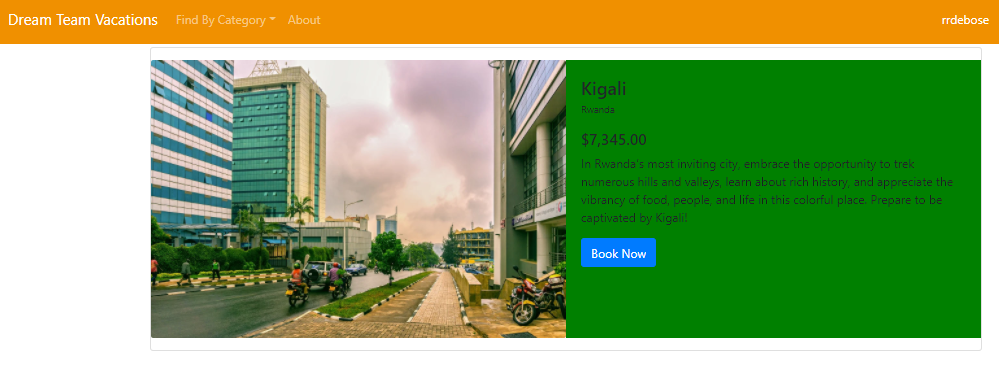 Dream Team Vacations
Find By Category
About
rrdebose
Kigali
Rwanda
$7,345.00
In Rwanda's most inviting city, embrace the opportunity to trek
numerous hills and valleys, learn about rich history, and appreciate the
vibrancy of food, people, and life in this colorful place. Prepare to be
captivated by Kigali!
Book Now